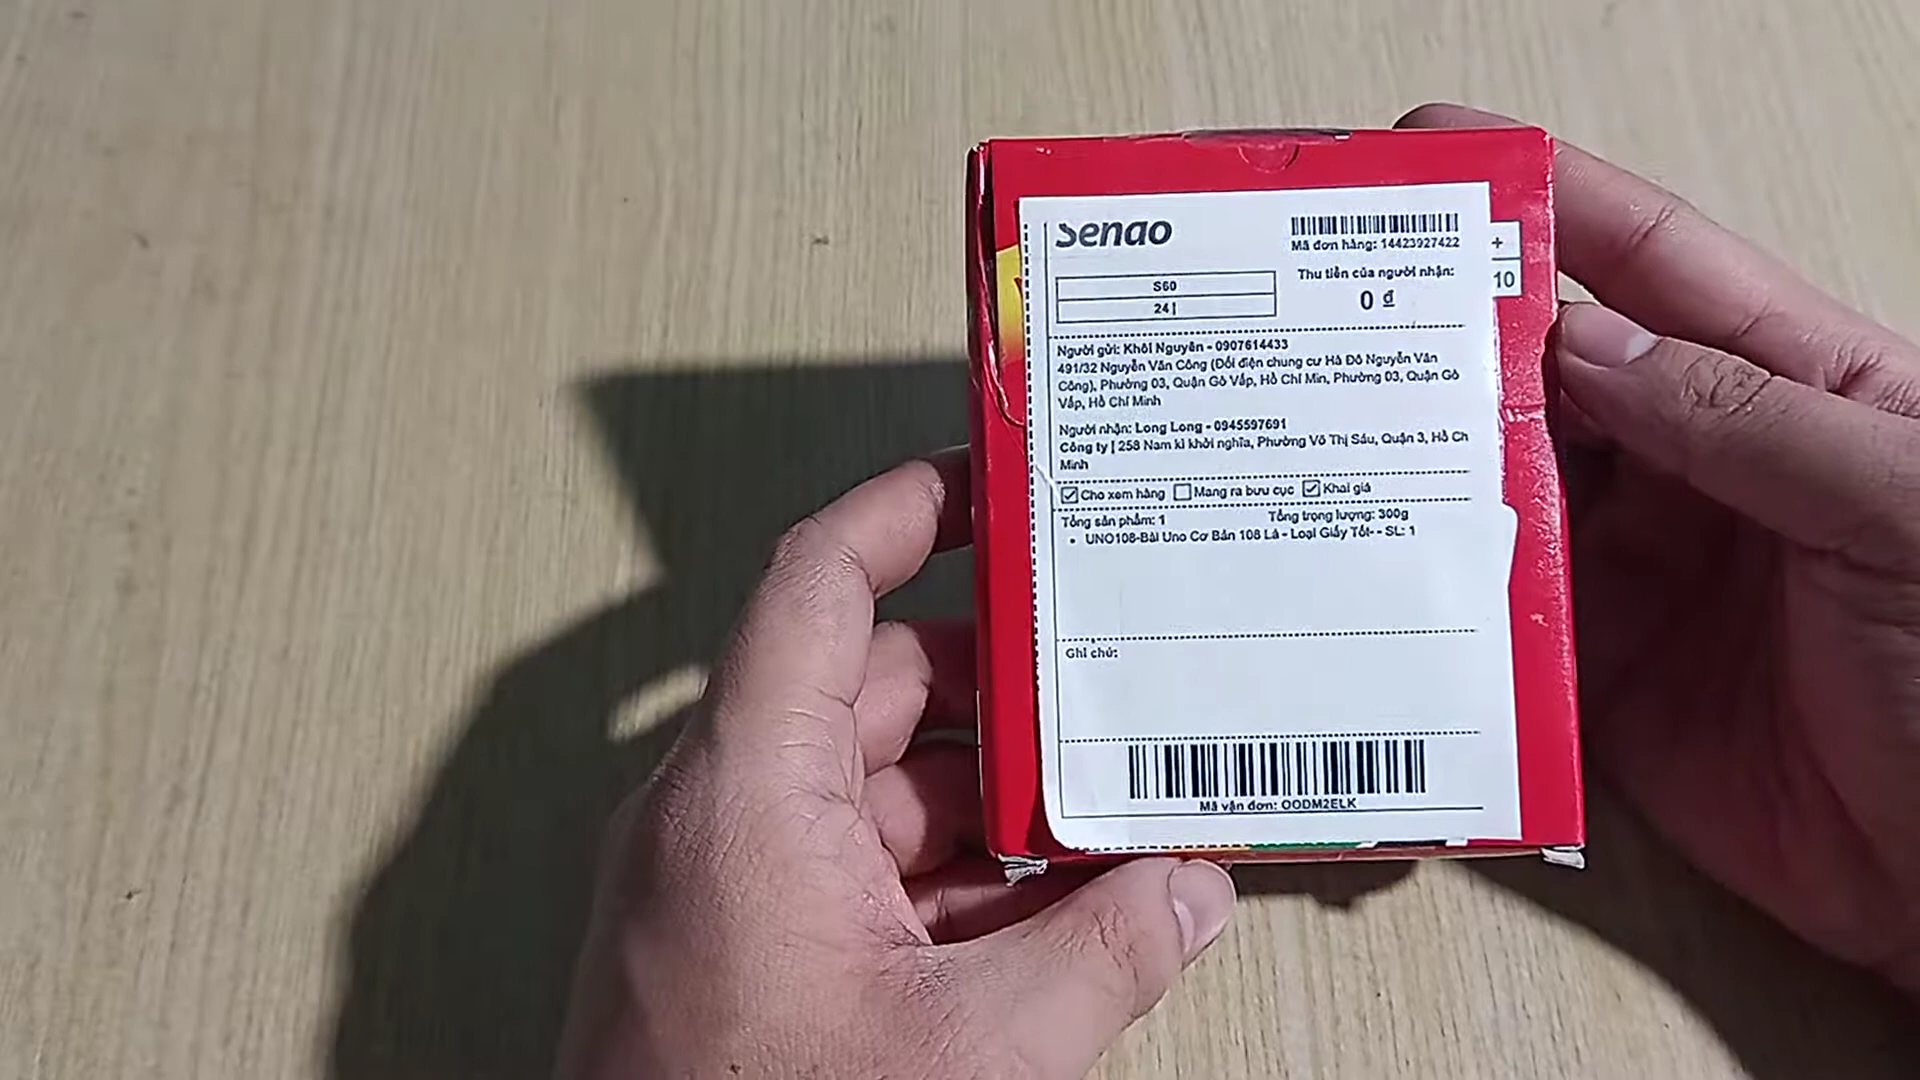 Sendo
Mã đơn hàng: 14423927422
S60
24 |
Thu tiền của người nhận:
0 ₫
+
10
Người gửi: Khôi Nguyên - 0907614433
491/32 Nguyễn Văn Công (Đối diện chung cư Hà Đô Nguyễn Văn
Công), Phường 03, Quận Gò Vấp, Hồ Chí Min, Phường 03, Quận Gò
Vấp, Hồ Chí Minh
Người nhận: Long Long - 0945597691
Công ty | 258 Nam kì khởi nghĩa, Phường Võ Thị Sáu, Quận 3, Hồ Ch
Minh
Cho xem hàng Mang ra bưu cục Khai giá
Tổng sản phẩm: 1 Tổng trọng lượng: 300g
• UNO108-Bài Uno Cơ Bản 108 Lá - Loại Giấy Tốt- - SL: 1
Ghi chú:
Mã vận đơn: OODM2ELK